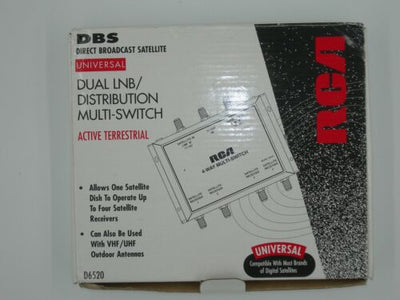 DBS
DIRECT BROADCAST SATELLITE
UNIVERSAL
DUAL LNB/
DISTRIBUTION
MULTI-SWITCH
ACTIVE TERRESTRIAL
RCA
RCA
4-WAY MULTI-SWITCH
• Allows One Satellite
Dish To Operate Up
To Four Satellite
Receivers
• Can Also Be Used
With VHF/UHF
Outdoor Antennas
UNIVERSAL
Compatible With Most Brands
of Digital Satellites
D6520